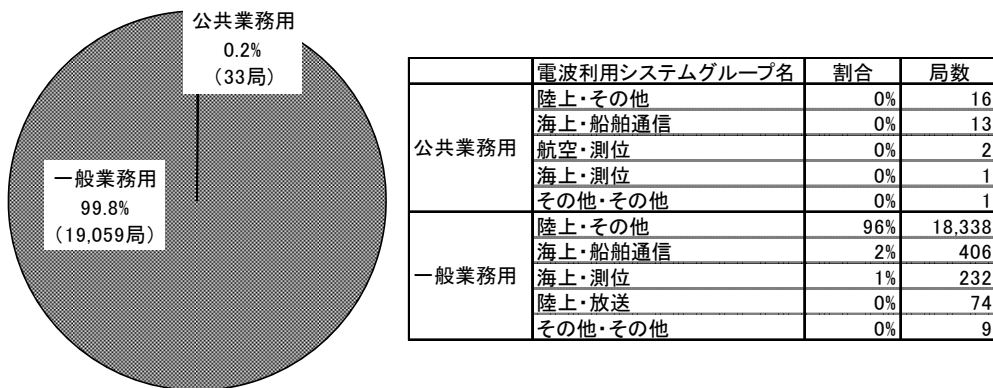 公共業務用
0.2%
（33局）
一般業務用
99.8%
（19,059局）
電波利用システムグループ名 割合 局数
公共業務用
陸上・その他 0% 16
海上・船舶通信 0% 13
航空・測位 0% 2
海上・測位 0% 1
その他・その他 0% 1
一般業務用
陸上・その他 96% 18,338
海上・船舶通信 2% 406
海上・測位 1% 232
陸上・放送 0% 74
その他・その他 0% 9